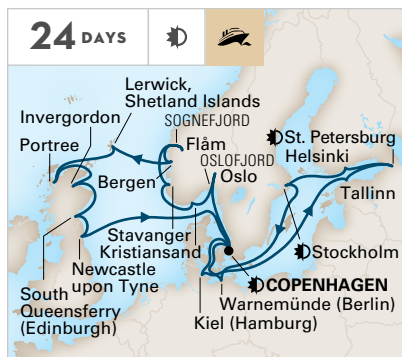 24 DAYS
Lerwick,
Shetland Islands
Invergordon
SOGNEFJORD
Portree
Flåm
OSLOFJORD
Oslo
St. Petersburg
Helsinki
Bergen
Tallinn
Stavanger
Kristiansand
Stockholm
Newcastle
upon Tyne
South
Queensferry
(Edinburgh)
COPENHAGEN
Warnemünde (Berlin)
Kiel (Hamburg)